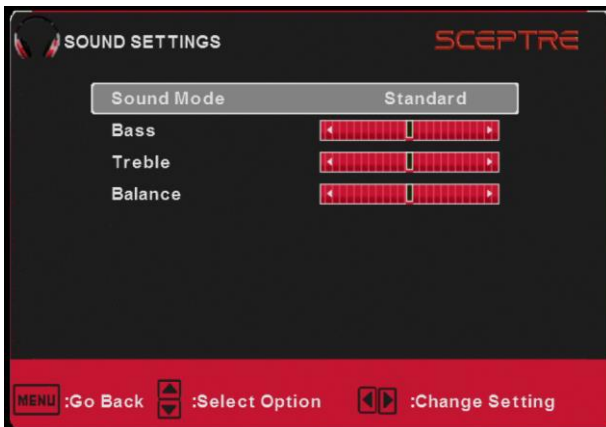 SOUND SETTINGS SCEPTRE
Sound Mode Standard
Bass
Treble
Balance
MENU :Go Back :Select Option :Change Setting